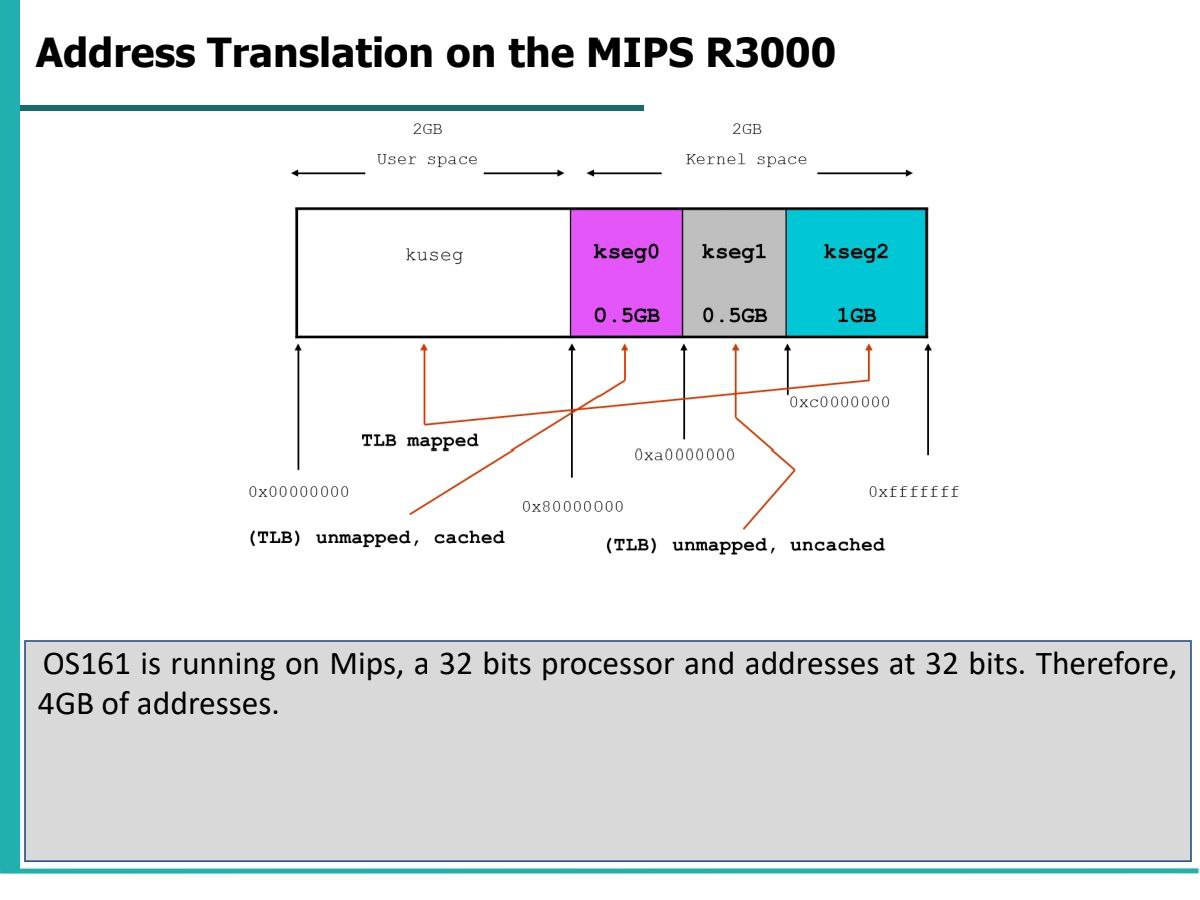 Address Translation on the MIPS R3000
2GB 2GB
User space Kernel space
kuseg kseg0 kseg1 kseg2
0.5GB 0.5GB 1GB
0xc0000000
TLB mapped
0xa0000000
0x00000000 0xfffffff
0x80000000
(TLB) unmapped, cached
(TLB) unmapped, uncached
OS161 is running on Mips, a 32 bits processor and addresses at 32 bits. Therefore,
4GB of addresses.